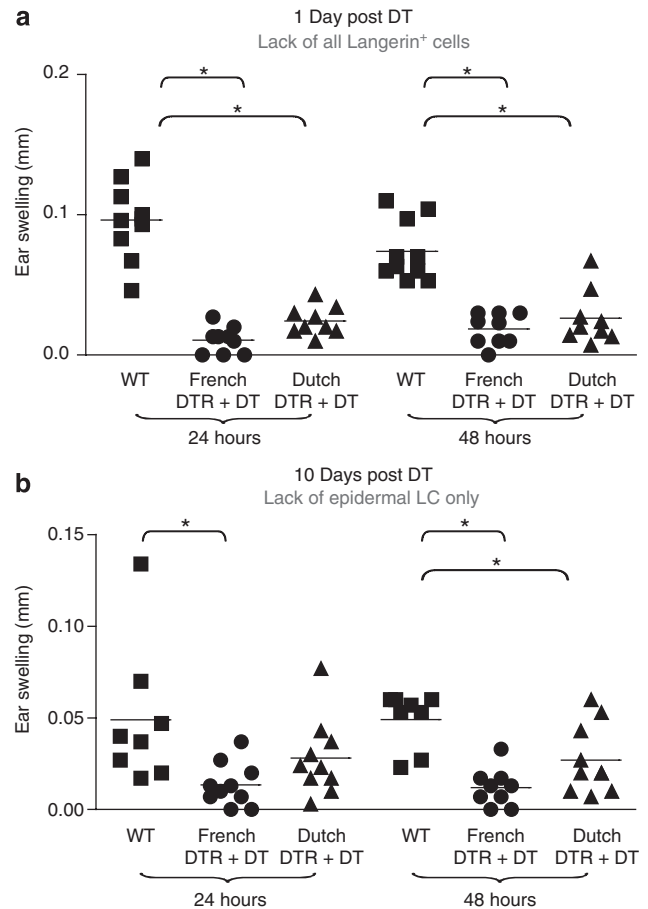 a
1 Day post DT
Lack of all Langerin⁺ cells
Ear swelling (mm)
0.2
0.1
0.0
*
*
*
*
WT
French
DTR + DT
Dutch
DTR + DT
WT
French
DTR + DT
Dutch
DTR + DT
24 hours
48 hours
b
10 Days post DT
Lack of epidermal LC only
Ear swelling (mm)
0.15
0.10
0.05
0.00
*
*
*
WT
French
DTR + DT
Dutch
DTR + DT
WT
French
DTR + DT
Dutch
DTR + DT
24 hours
48 hours